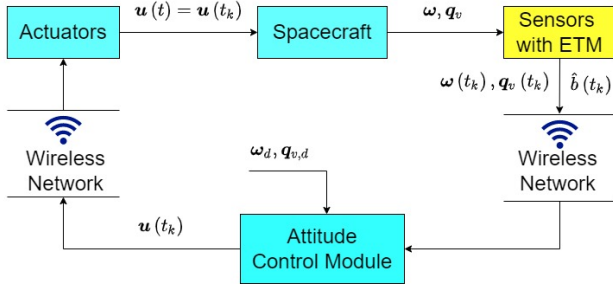 Actuators
u(t) = u(t_k)
Spacecraft
ω, q_v
Sensors
with ETM
ω(t_k), q_v(t_k)
b̂(t_k)
Wireless
Network
ω_d, q_{v,d}
Wireless
Network
u(t_k)
Attitude
Control Module